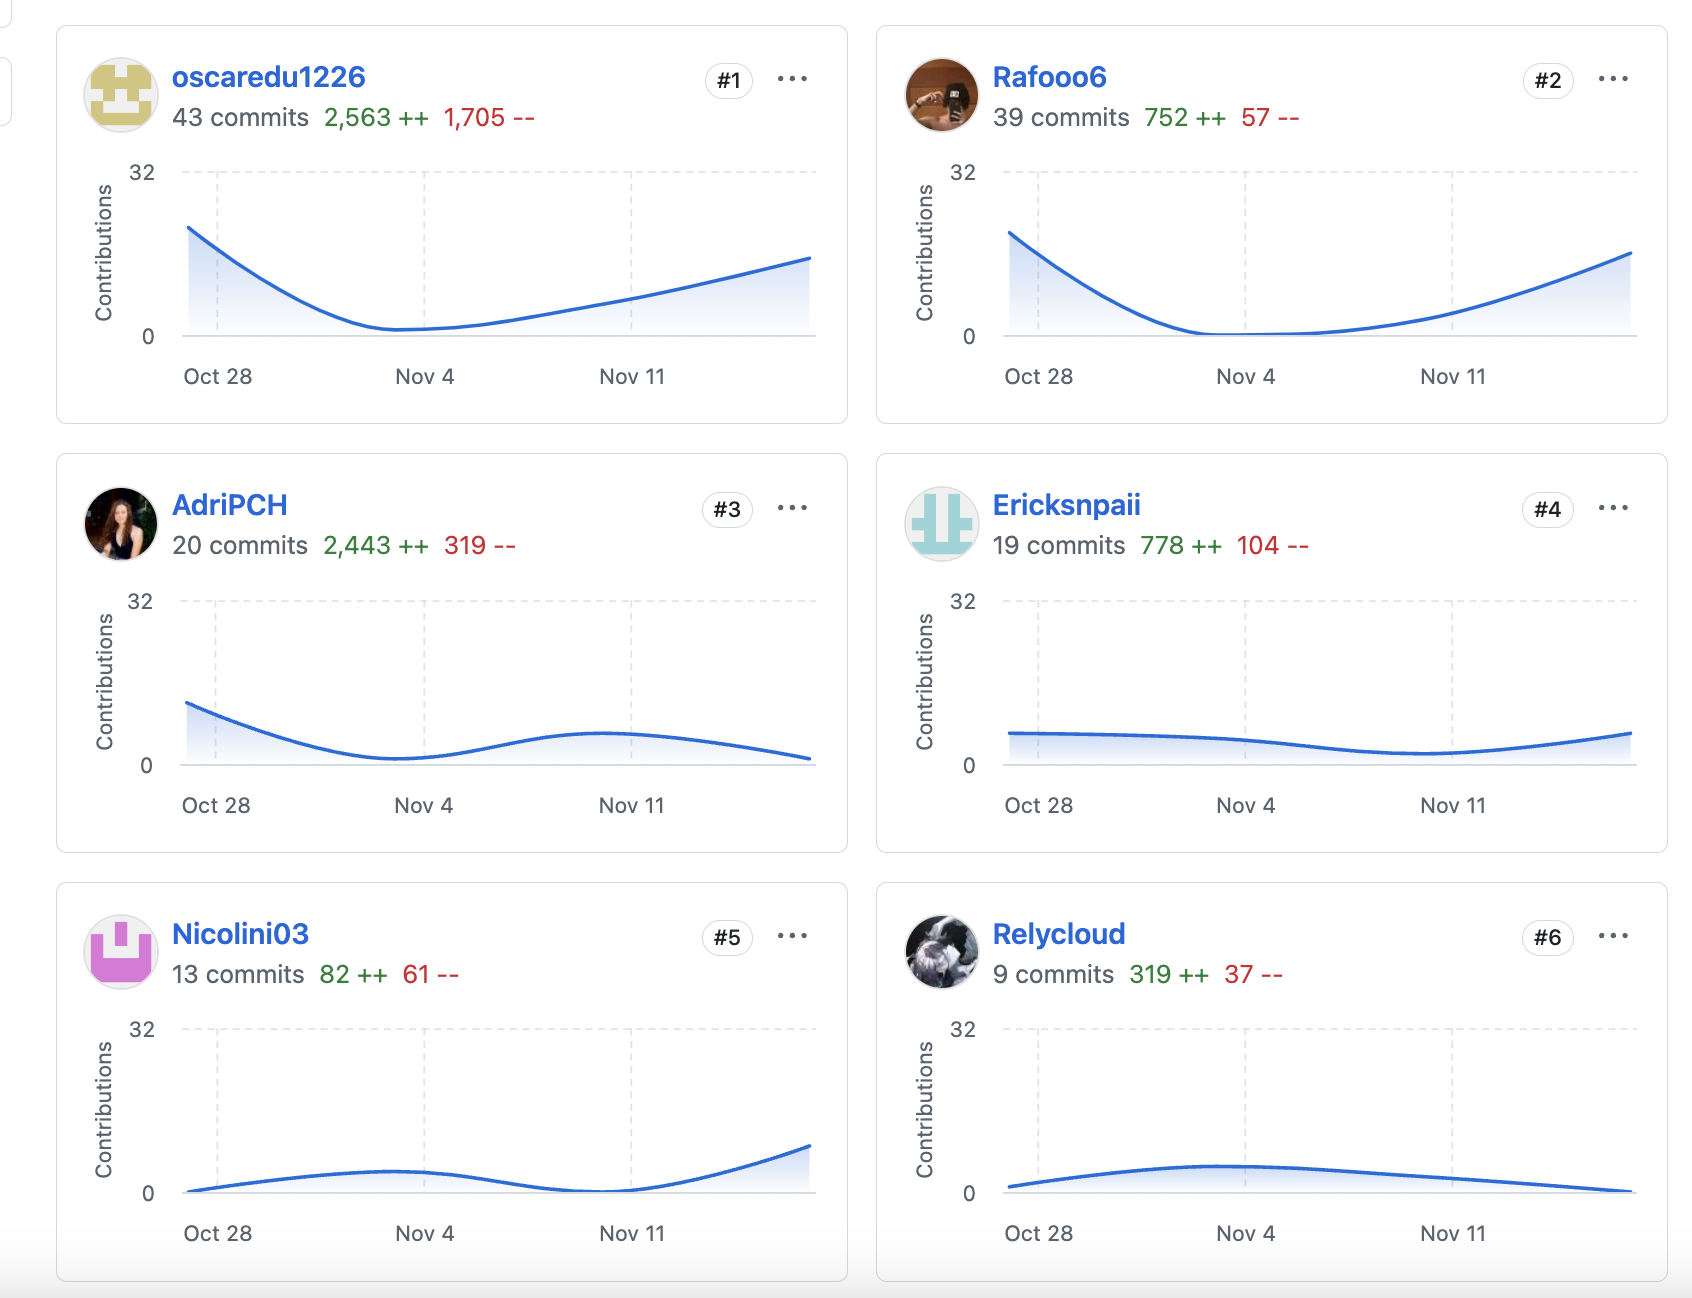 oscaredu1226
#1
43 commits 2,563 ++ 1,705 --
32
Contributions
0
Oct 28 Nov 4 Nov 11
Rafooo6
#2
39 commits 752 ++ 57 --
32
Contributions
0
Oct 28 Nov 4 Nov 11
AdriPCH
#3
20 commits 2,443 ++ 319 --
32
Contributions
0
Oct 28 Nov 4 Nov 11
Ericksnpaii
#4
19 commits 778 ++ 104 --
32
Contributions
0
Oct 28 Nov 4 Nov 11
Nicolini03
#5
13 commits 82 ++ 61 --
32
Contributions
0
Oct 28 Nov 4 Nov 11
Relycloud
#6
9 commits 319 ++ 37 --
32
Contributions
0
Oct 28 Nov 4 Nov 11